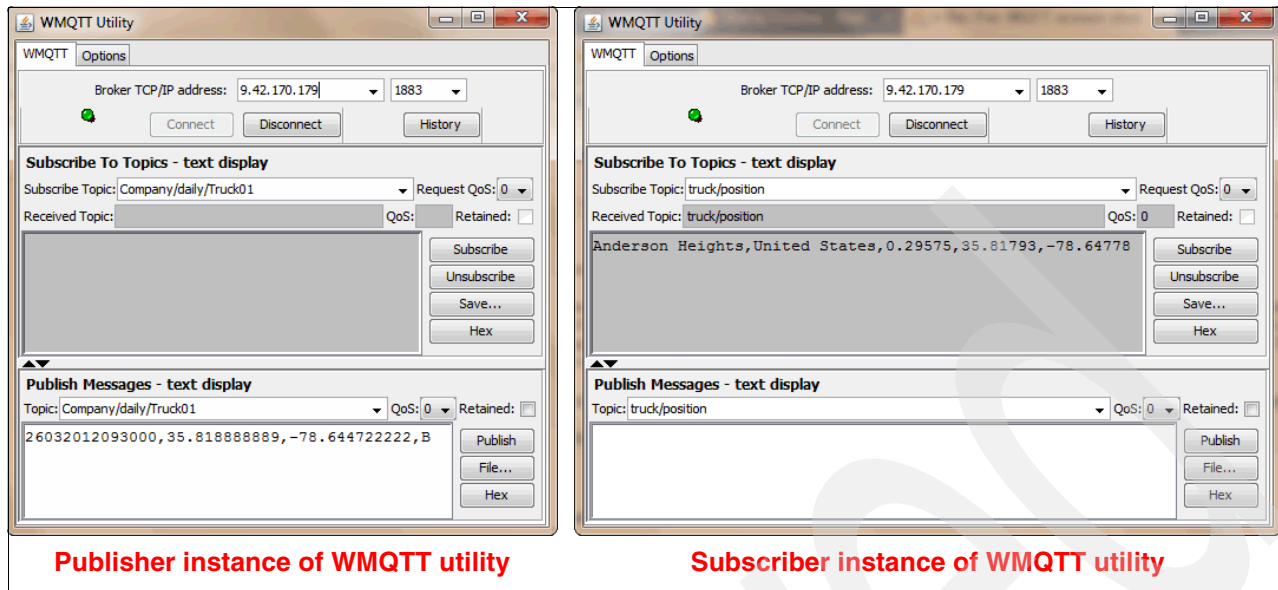 WMQTT Utility
WMQTT Options
Broker TCP/IP address: 9.42.170.179 1883
Connect Disconnect History
Subscribe To Topics - text display
Subscribe Topic: Company/daily/Truck01 Request QoS: 0
Received Topic: QoS: Retained:
Subscribe
Unsubscribe
Save...
Hex
Publish Messages - text display
Topic: Company/daily/Truck01 QoS: 0 Retained:
26032012093000,35.818888889,-78.644722222,B
Publish
File...
Hex
Publisher instance of WMQTT utility
WMQTT Utility
WMQTT Options
Broker TCP/IP address: 9.42.170.179 1883
Connect Disconnect History
Subscribe To Topics - text display
Subscribe Topic: truck/position Request QoS: 0
Received Topic: truck/position QoS: 0 Retained:
Anderson Heights,United States,0.29575,35.81793,-78.64778
Subscribe
Unsubscribe
Save...
Hex
Publish Messages - text display
Topic: truck/position QoS: 0 Retained:
Publish
File...
Hex
Subscriber instance of WMQTT utility